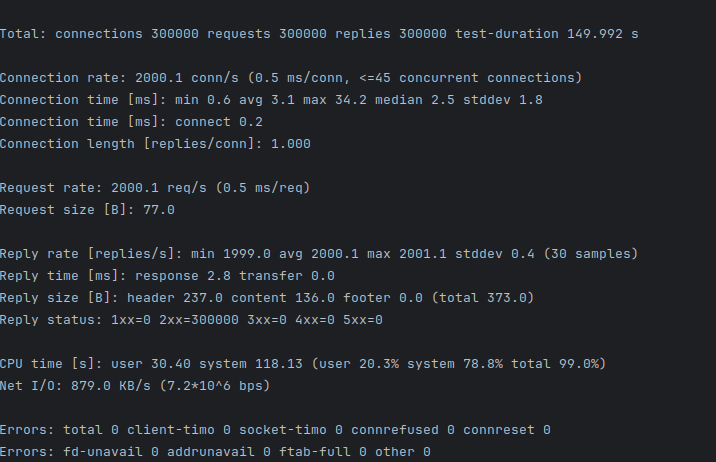 Total: connections 300000 requests 300000 replies 300000 test-duration 149.992 s
Connection rate: 2000.1 conn/s (0.5 ms/conn, <=45 concurrent connections)
Connection time [ms]: min 0.6 avg 3.1 max 34.2 median 2.5 stddev 1.8
Connection time [ms]: connect 0.2
Connection length [replies/conn]: 1.000
Request rate: 2000.1 req/s (0.5 ms/req)
Request size [B]: 77.0
Reply rate [replies/s]: min 1999.0 avg 2000.1 max 2001.1 stddev 0.4 (30 samples)
Reply time [ms]: response 2.8 transfer 0.0
Reply size [B]: header 237.0 content 136.0 footer 0.0 (total 373.0)
Reply status: 1xx=0 2xx=300000 3xx=0 4xx=0 5xx=0
CPU time [s]: user 30.40 system 118.13 (user 20.3% system 78.8% total 99.0%)
Net I/O: 879.0 KB/s (7.2*10^6 bps)
Errors: total 0 client-timo 0 socket-timo 0 connrefused 0 connreset 0
Errors: fd-unavail 0 addrunavail 0 ftab-full 0 other 0